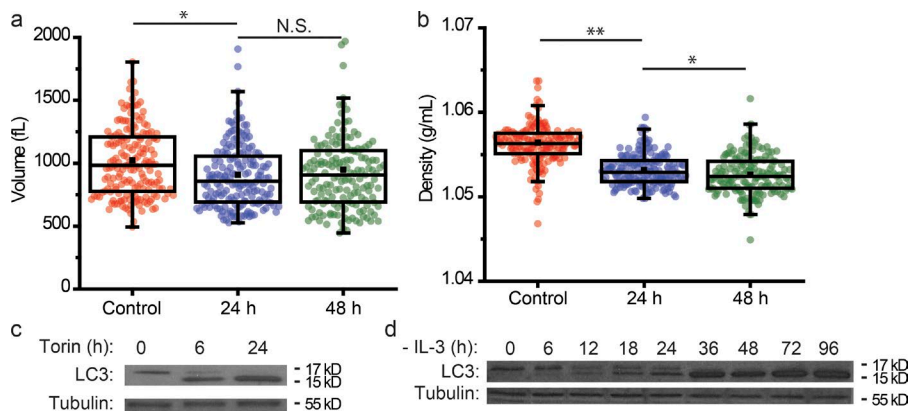 a
*
N.S.
2000
1500
1000
500
0
Volume (fL)
Control 24 h 48 h
b
**
*
1.07
1.06
1.05
1.04
Density (g/mL)
Control 24 h 48 h
c
Torin (h): 0 6 24
LC3: - 17 kD
- 15 kD
Tubulin: - 55 kD
d
- IL-3 (h): 0 6 12 18 24 36 48 72 96
LC3: - 17 kD
- 15 kD
Tubulin: - 55 kD